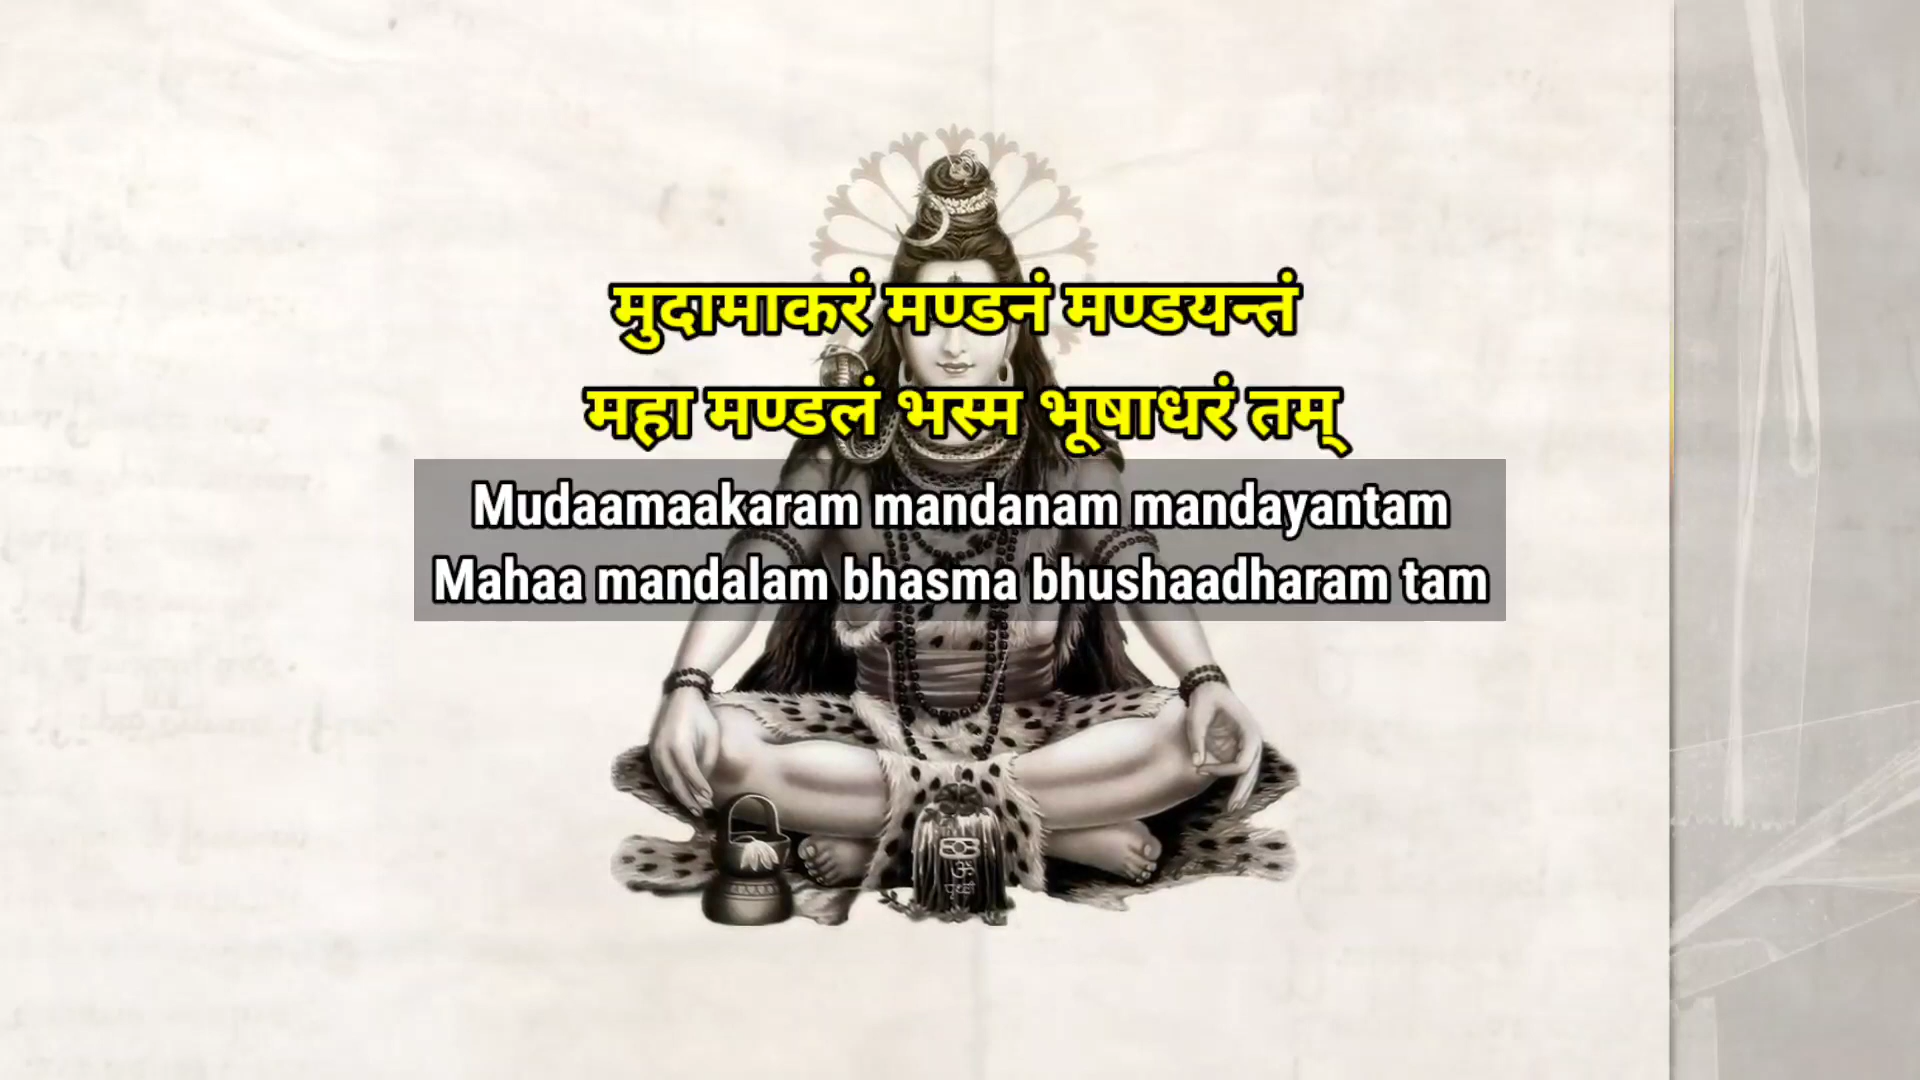 मुदामाकरं मण्डनं मण्डयन्तं
महा मण्डलं भस्म भूषाधरं तम्
Mudaamaakaram mandanam mandayantam
Mahaa mandalam bhasma bhushaadharam tam
ॐ